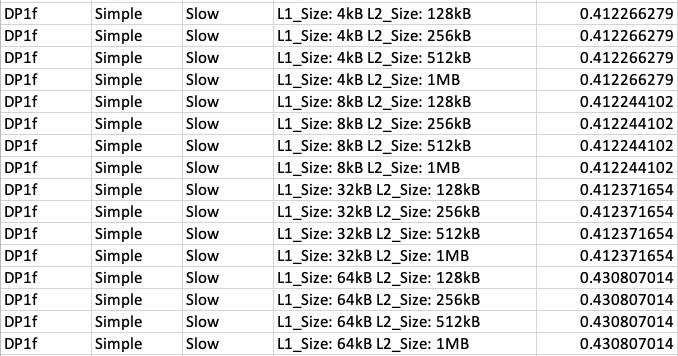 DP1f Simple Slow L1_Size: 4kB L2_Size: 128kB 0.412266279
DP1f Simple Slow L1_Size: 4kB L2_Size: 256kB 0.412266279
DP1f Simple Slow L1_Size: 4kB L2_Size: 512kB 0.412266279
DP1f Simple Slow L1_Size: 4kB L2_Size: 1MB 0.412266279
DP1f Simple Slow L1_Size: 8kB L2_Size: 128kB 0.412244102
DP1f Simple Slow L1_Size: 8kB L2_Size: 256kB 0.412244102
DP1f Simple Slow L1_Size: 8kB L2_Size: 512kB 0.412244102
DP1f Simple Slow L1_Size: 8kB L2_Size: 1MB 0.412244102
DP1f Simple Slow L1_Size: 32kB L2_Size: 128kB 0.412371654
DP1f Simple Slow L1_Size: 32kB L2_Size: 256kB 0.412371654
DP1f Simple Slow L1_Size: 32kB L2_Size: 512kB 0.412371654
DP1f Simple Slow L1_Size: 32kB L2_Size: 1MB 0.412371654
DP1f Simple Slow L1_Size: 64kB L2_Size: 128kB 0.430807014
DP1f Simple Slow L1_Size: 64kB L2_Size: 256kB 0.430807014
DP1f Simple Slow L1_Size: 64kB L2_Size: 512kB 0.430807014
DP1f Simple Slow L1_Size: 64kB L2_Size: 1MB 0.430807014